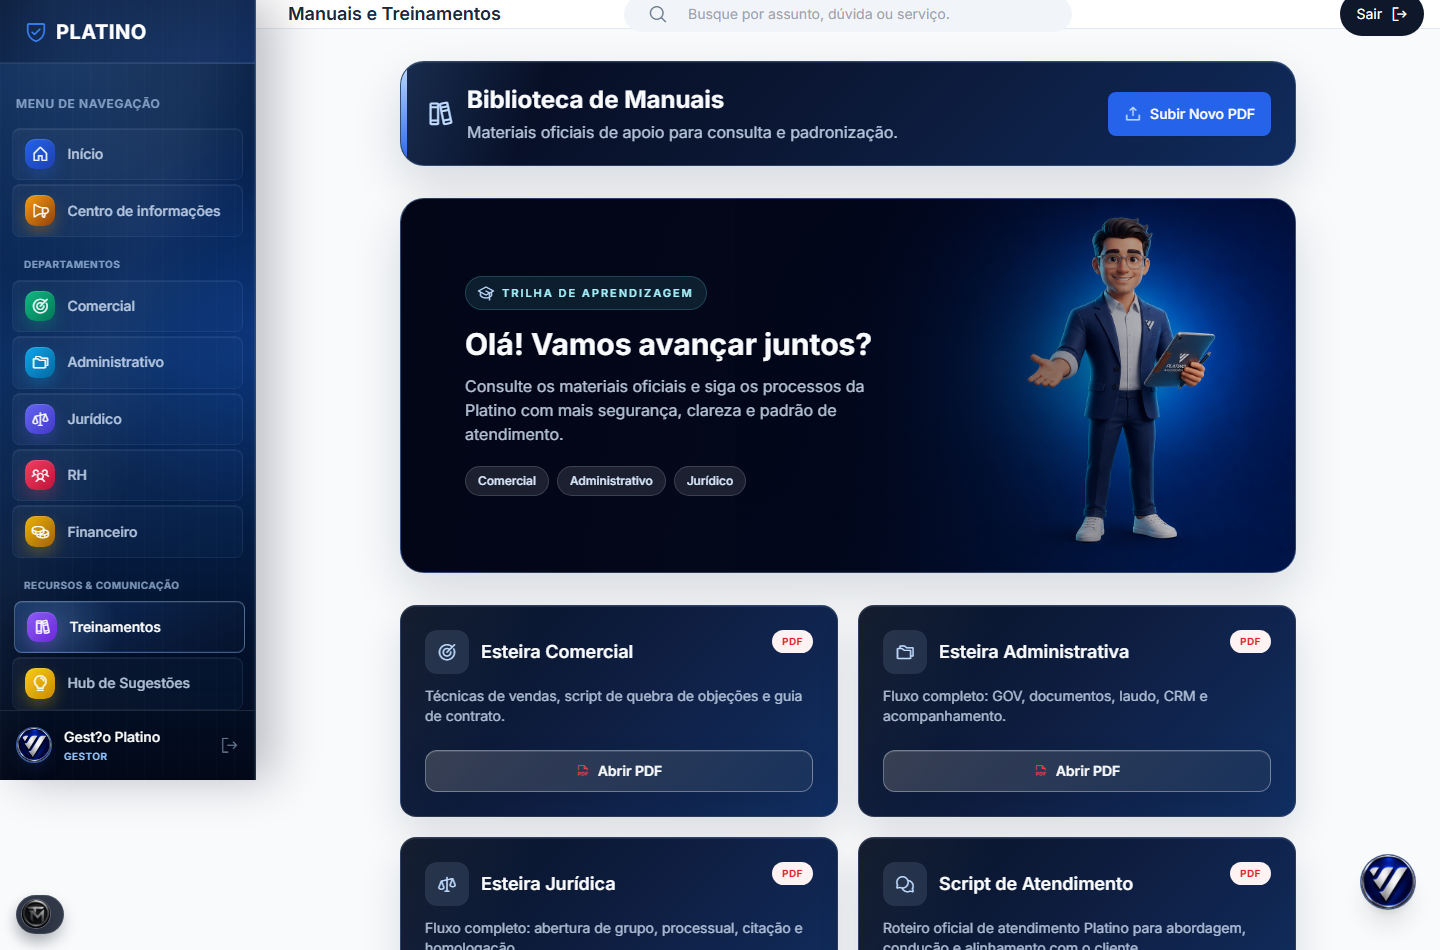 PLATINO
MENU DE NAVEGAÇÃO
Início
Centro de informações
DEPARTAMENTOS
Comercial
Administrativo
Jurídico
RH
Financeiro
RECURSOS & COMUNICAÇÃO
Treinamentos
Hub de Sugestões
Gest?o Platino
GESTOR
Manuais e Treinamentos
Busque por assunto, dúvida ou serviço.
Sair
Biblioteca de Manuais
Materiais oficiais de apoio para consulta e padronização.
Subir Novo PDF
TRILHA DE APRENDIZAGEM
Olá! Vamos avançar juntos?
Consulte os materiais oficiais e siga os processos da
Platino com mais segurança, clareza e padrão de
atendimento.
Comercial
Administrativo
Jurídico
PLATINO
Esteira Comercial
PDF
Técnicas de vendas, script de quebra de objeções e guia
de contrato.
Abrir PDF
Esteira Administrativa
PDF
Fluxo completo: GOV, documentos, laudo, CRM e
acompanhamento.
Abrir PDF
Esteira Jurídica
PDF
Fluxo completo: abertura de grupo, processual, citação e
homologação.
Script de Atendimento
PDF
Roteiro oficial de atendimento Platino para abordagem,
condução e alinhamento com o cliente.